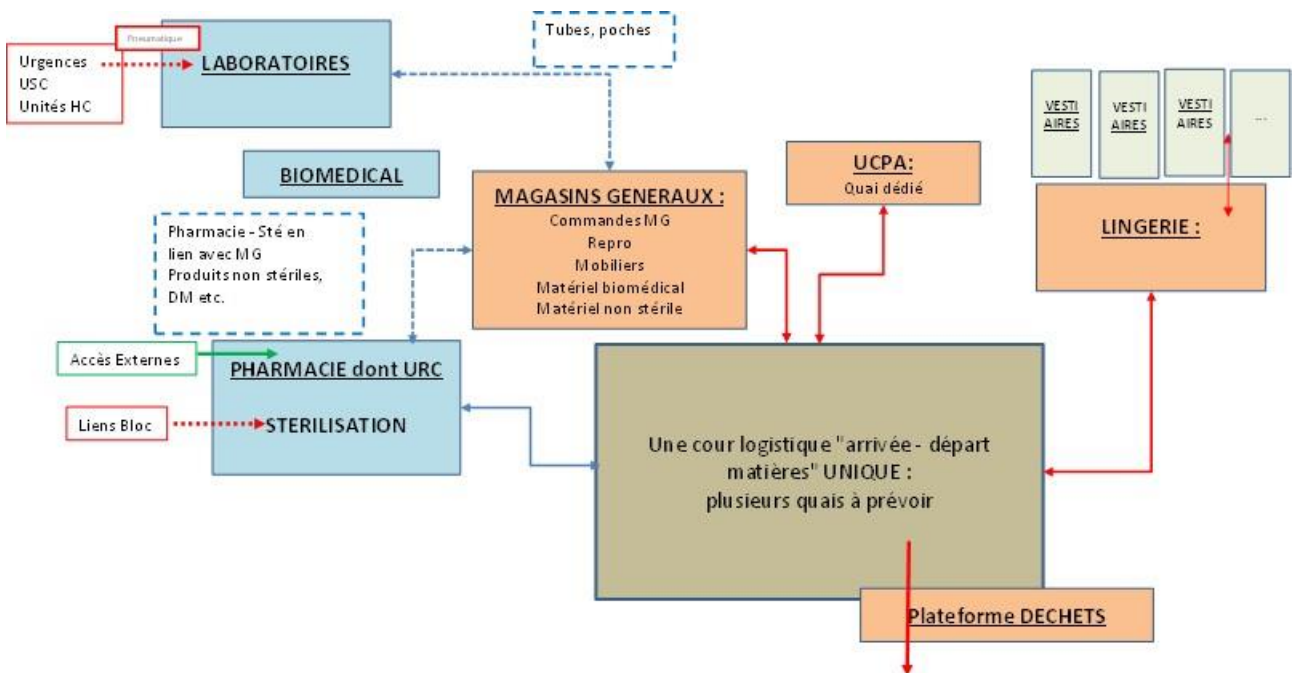 Pneumatique
Urgences
USC
Unités HC
LABORATOIRES
Tubes, poches
VESTI
AIRES
VESTI
AIRES
VESTI
AIRES
...
BIOMEDICAL
MAGASINS GENERAUX :
Commandes MG
Repro
Mobiliers
Matériel biomédical
Matériel non stérile
UCPA:
Quai dédié
LINGERIE :
Pharmacie - Sté en
lien avec MG
Produits non stériles,
DM etc.
Accès Externes
PHARMACIE dont URC
Liens Bloc
STERILISATION
Une cour logistique "arrivée - départ
matières" UNIQUE :
plusieurs quais à prévoir
Plateforme DECHETS